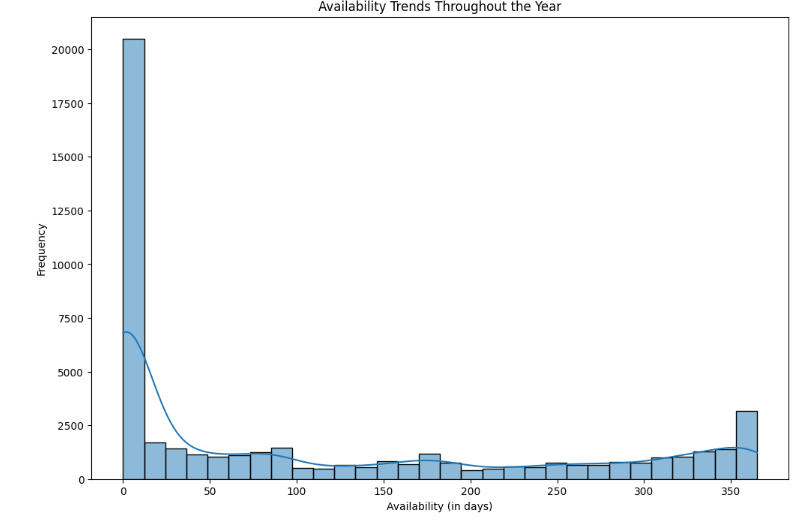 Availability Trends Throughout the Year
20000
17500
15000
12500
10000
7500
5000
2500
0
Frequency
0 50 100 150 200 250 300 350
Availability (in days)